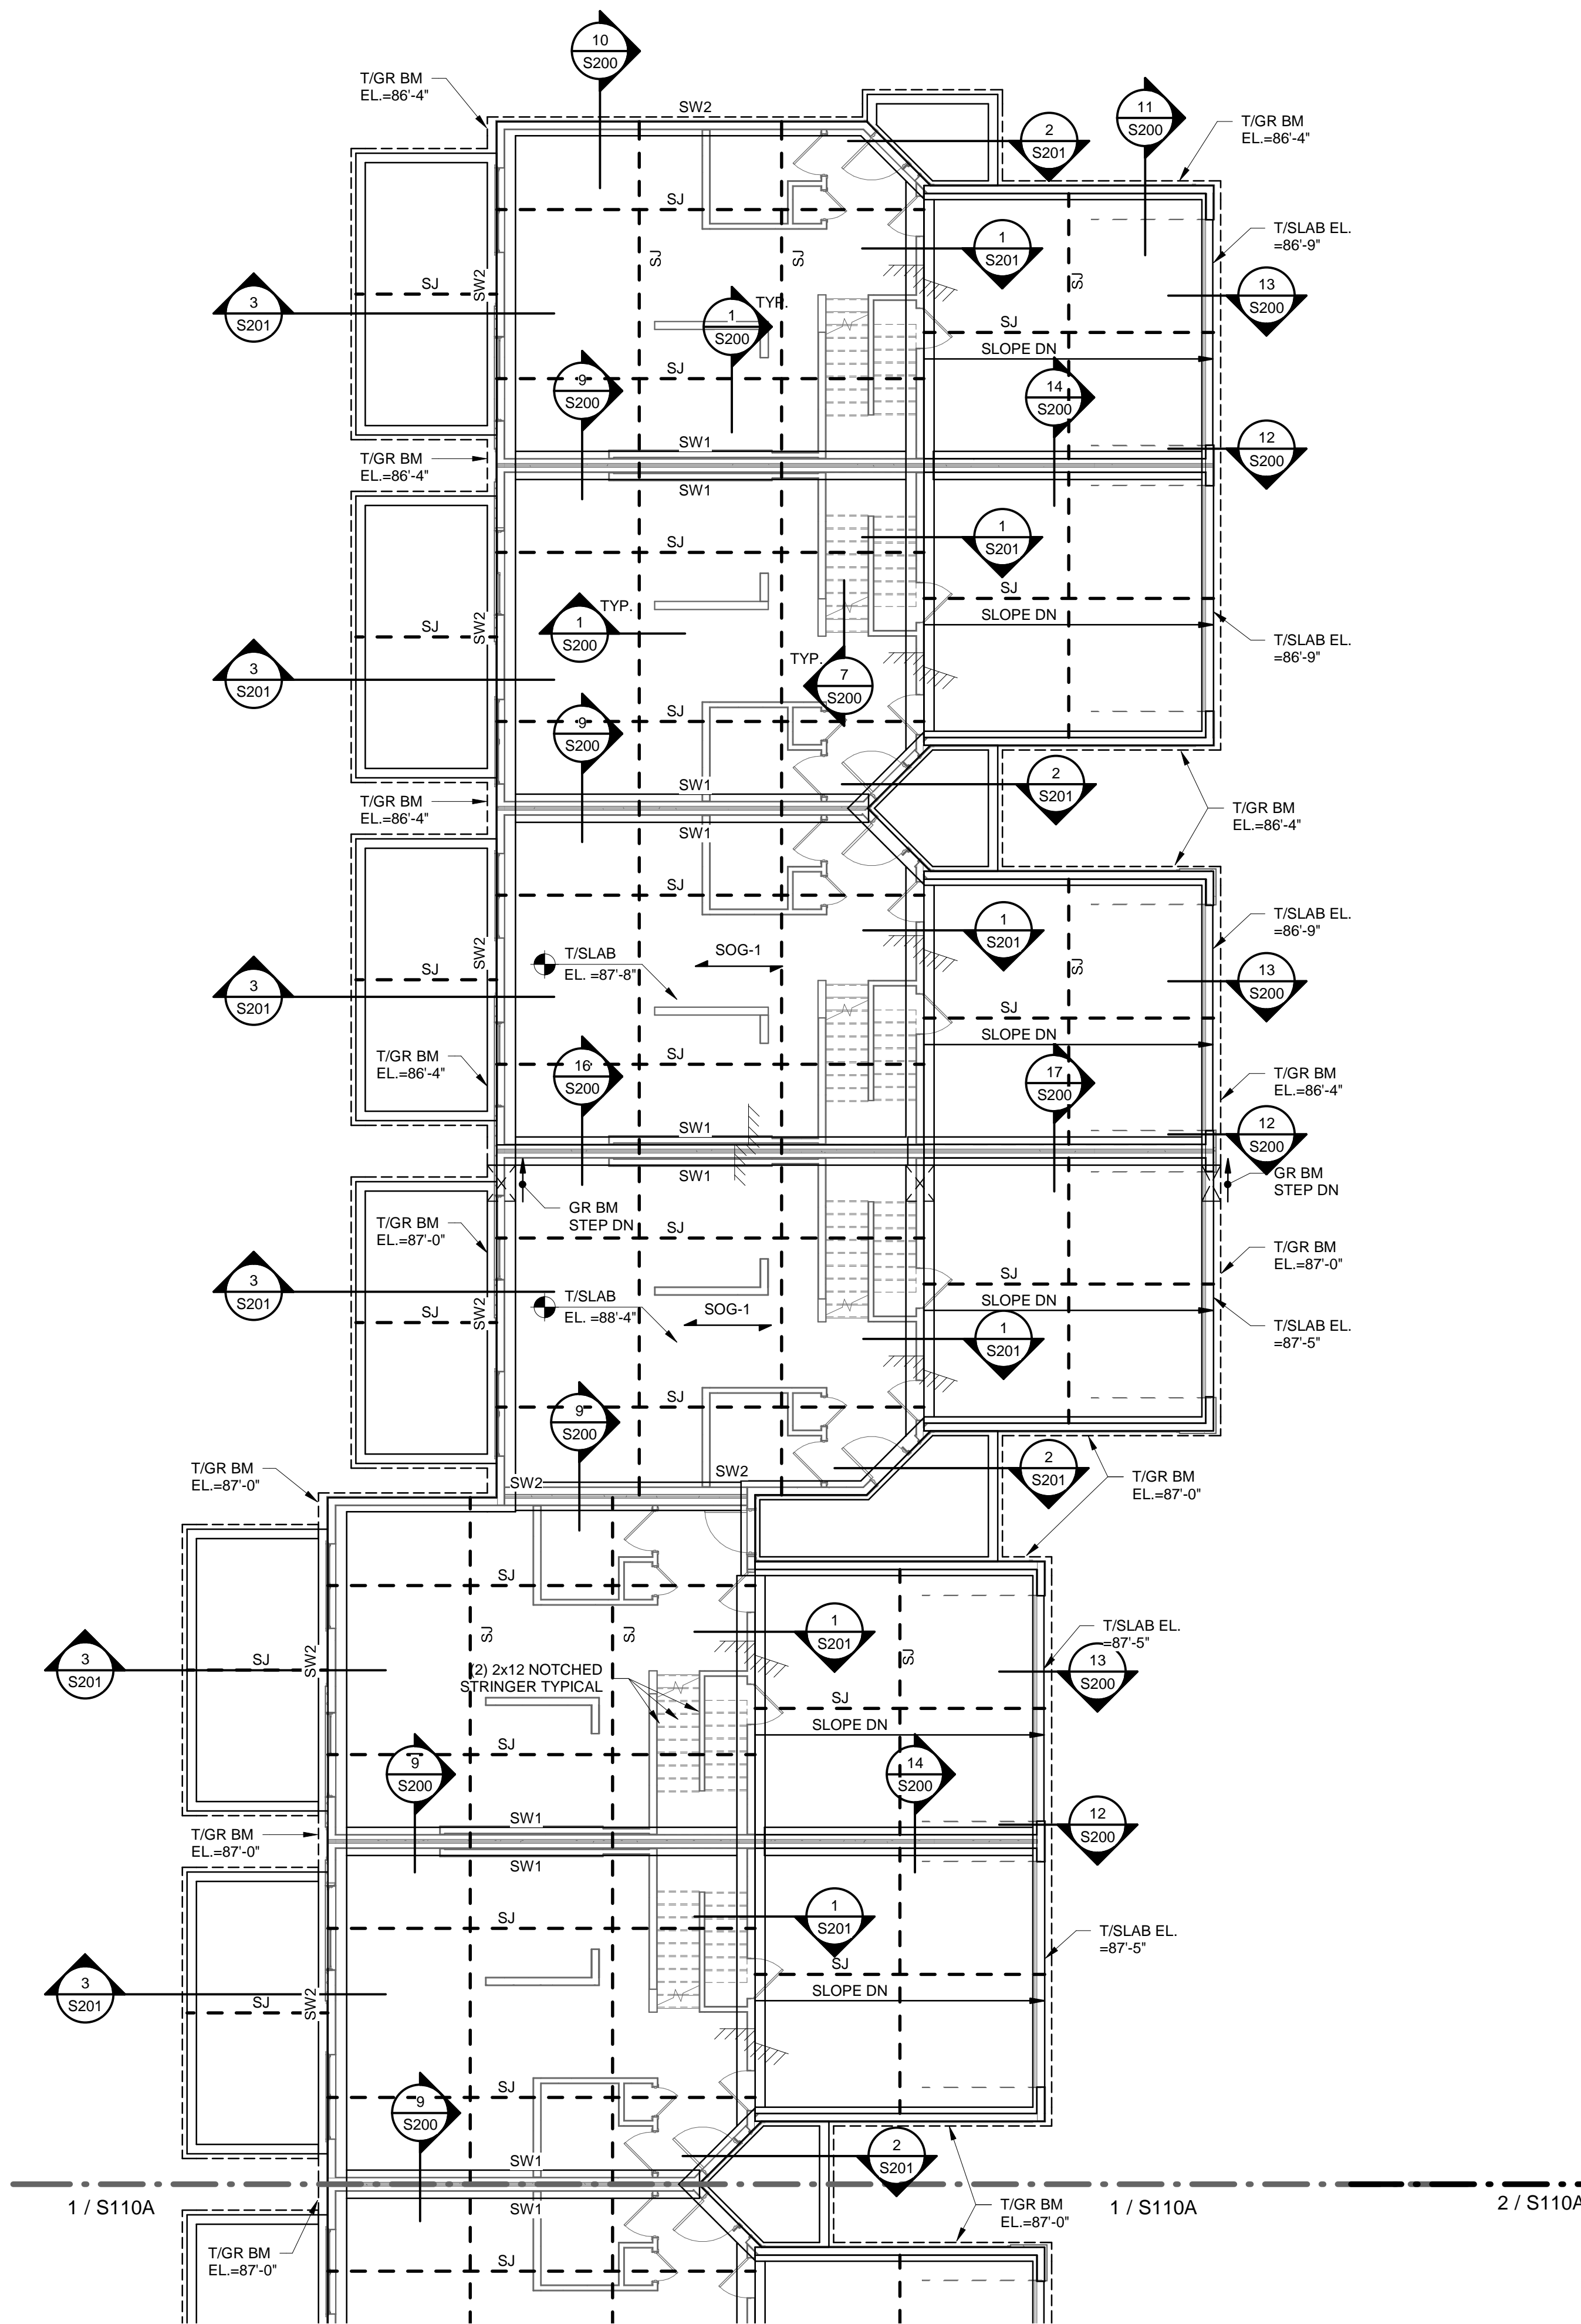 10
S200
T/GR BM
EL.=86'-4"
SW2
2
S201
11
S200
T/GR BM
EL.=86'-4"
SJ
T/SLAB EL.
=86'-9"
1
S201
SJ
SJ
SJ
SW2
SJ
3
S201
13
S200
TYP.
1
S200
SJ
SLOPE DN
SJ
9
S200
14
S200
SW1
T/GR BM
EL.=86'-4"
12
S200
SW1
SJ
1
S201
SJ
SLOPE DN
TYP.
1
S200
SJ
SW2
T/SLAB EL.
=86'-9"
3
S201
TYP.
7
S200
SJ
9
S200
SW1
2
S201
T/GR BM
EL.=86'-4"
T/GR BM
EL.=86'-4"
SW1
SJ
1
S201
T/SLAB EL.
=86'-9"
SW2
SJ
T/SLAB
EL. =87'-8"
SOG-1
SJ
3
S201
13
S200
SJ
SLOPE DN
T/GR BM
EL.=86'-4"
SJ
16
S200
17
S200
T/GR BM
EL.=86'-4"
SW1
12
S200
SW1
GR BM
STEP DN
GR BM
STEP DN
T/GR BM
EL.=87'-0"
SJ
T/GR BM
EL.=87'-0"
3
S201
SJ
SW2
T/SLAB
EL. =88'-4"
SOG-1
SJ
SLOPE DN
1
S201
T/SLAB EL.
=87'-5"
SJ
9
S200
T/GR BM
EL.=87'-0"
SW2
SW2
2
S201
T/GR BM
EL.=87'-0"
SJ
SJ
SJ
1
S201
T/SLAB EL.
=87'-5"
3
S201
SJ
SW2
(2) 2x12 NOTCHED
STRINGER TYPICAL
SJ
13
S200
SJ
SLOPE DN
SJ
9
S200
14
S200
T/GR BM
EL.=87'-0"
SW1
12
S200
SW1
SJ
1
S201
T/SLAB EL.
=87'-5"
SJ
SLOPE DN
3
S201
SJ
SW2
SJ
9
S200
SW1
2
S201
1 / S110A
SW1
T/GR BM
EL.=87'-0"
1 / S110A
2 / S110A
T/GR BM
EL.=87'-0"
SJ